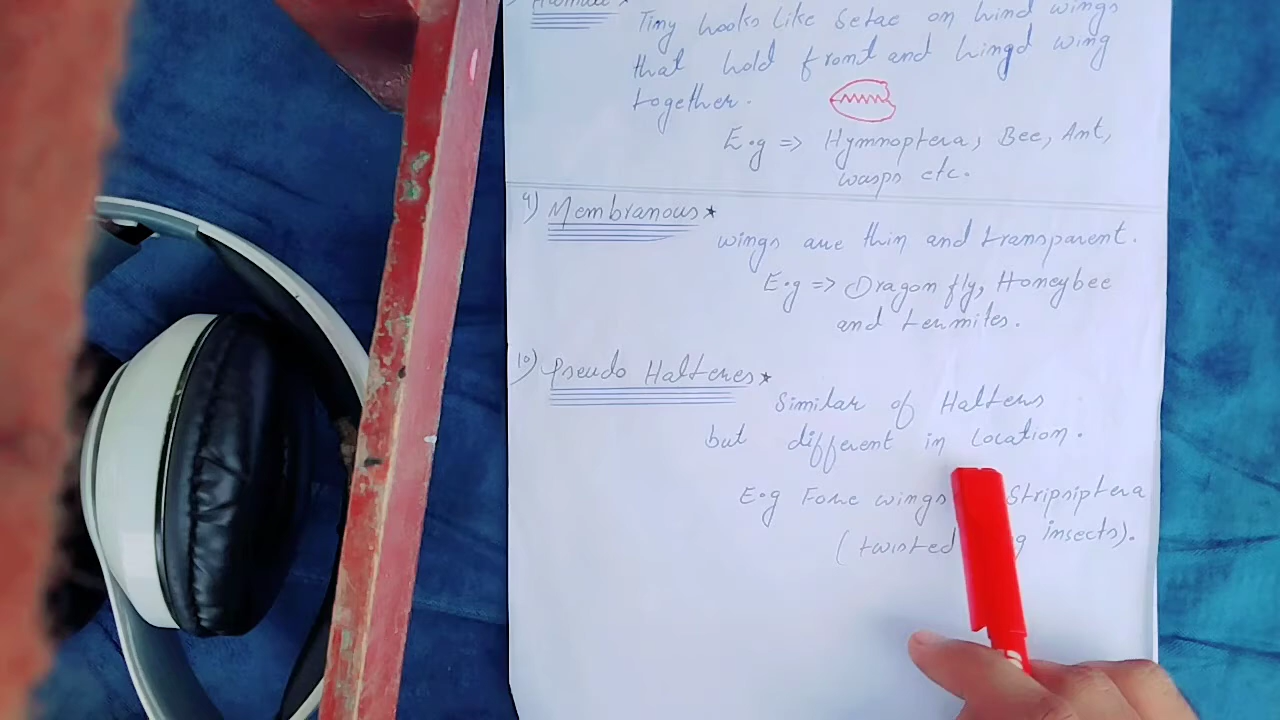 Tiny hooks like Setae on hind wings
that hold front and hingd wing
together.
E.g => Hymnoptera, Bee, Ant,
wasps etc.
9) Membranous*
wings are thin and transparent.
E.g => Dragon fly, Honeybee
and termites.
10) Pseudo Halteres*
Similar of Halters
but different in Location.
E.g Fore wings Stripsiptera
(twisted insects).